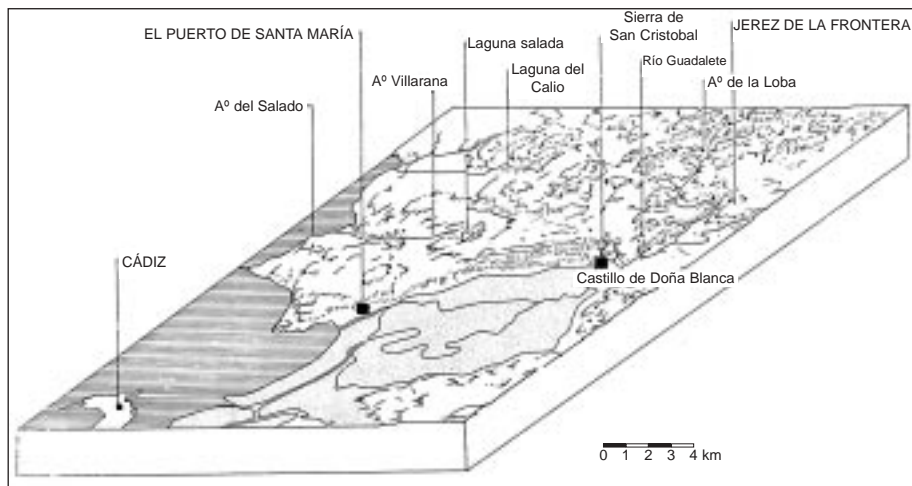 Sierra de
San Cristobal
EL PUERTO DE SANTA MARÍA
JEREZ DE LA FRONTERA
Laguna salada
Río Guadalete
Aº Villarana
Laguna del
Calio
Aº de la Loba
Aº del Salado
CÁDIZ
Castillo de Doña Blanca
0 1 2 3 4 km